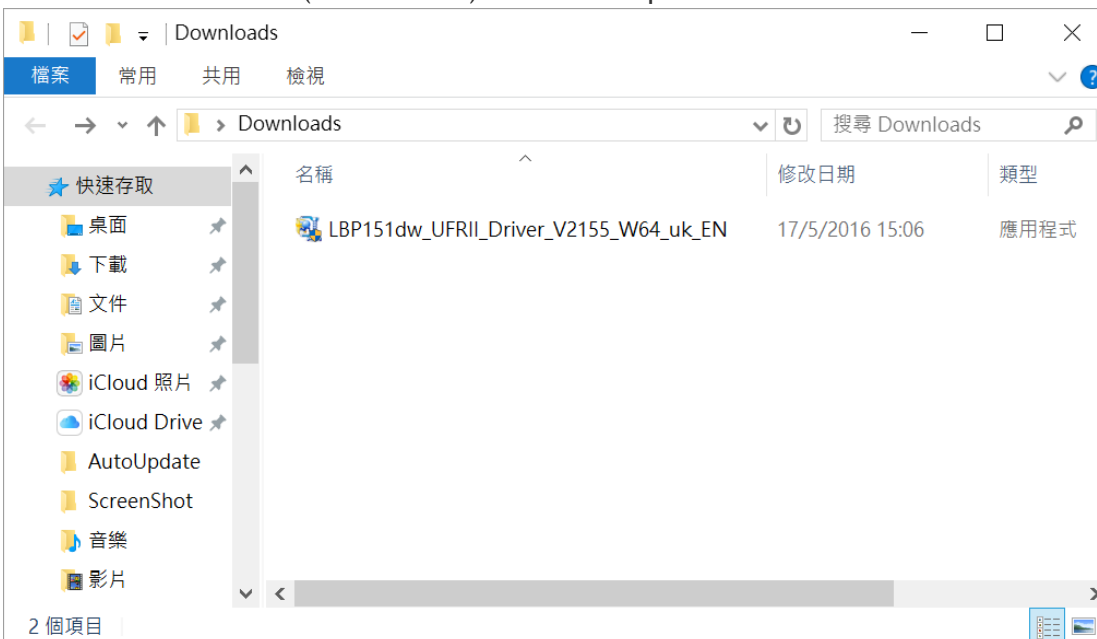 Downloads
檔案 常用 共用 檢視
Downloads
搜尋 Downloads
名稱 修改日期 類型
快速存取
桌面
LBP151dw_UFRII_Driver_V2155_W64_uk_EN 17/5/2016 15:06 應用程式
下載
文件
圖片
iCloud 照片
iCloud Drive
AutoUpdate
ScreenShot
音樂
影片
2 個項目